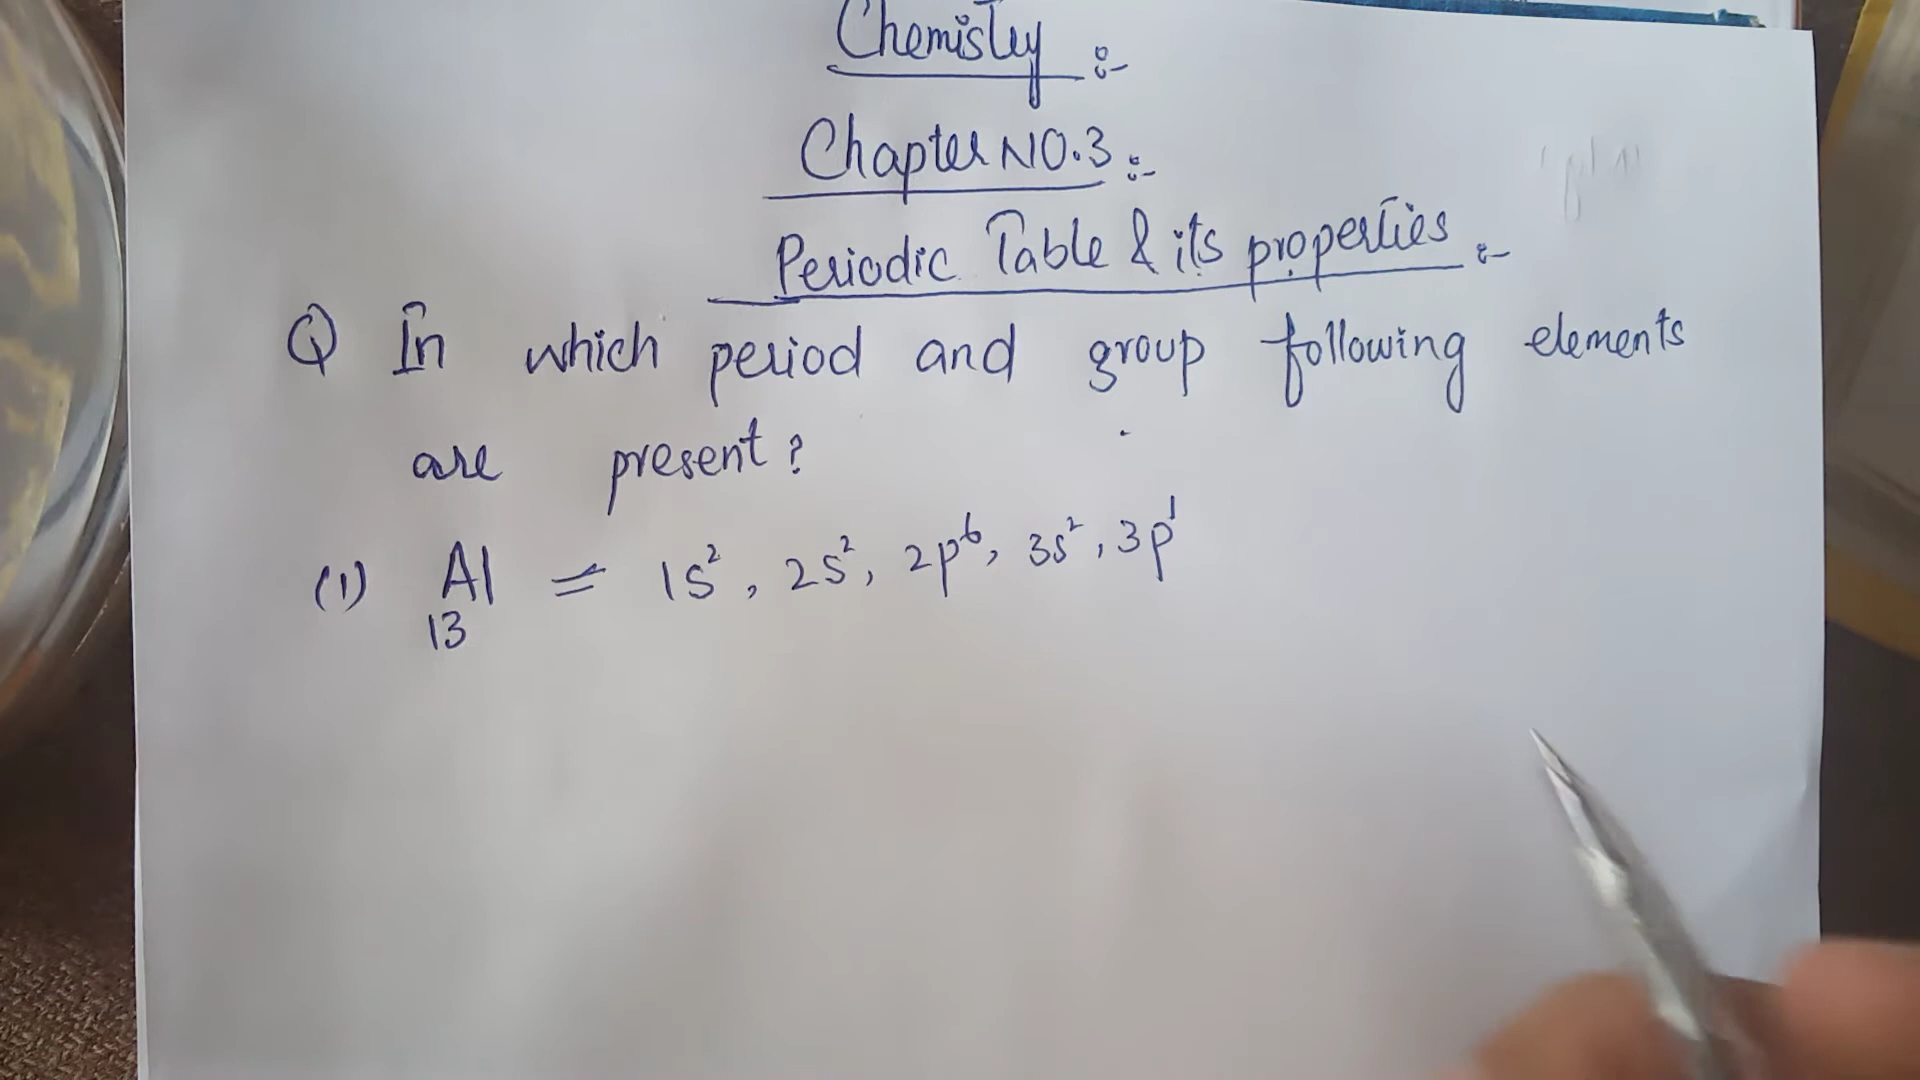 Chemistry :-
Chapter NO.3 :-
Periodic Table & its properties :-
Q In which period and group following elements
are present?
(1) Al = 1s², 2s², 2p⁶, 3s², 3p¹
13